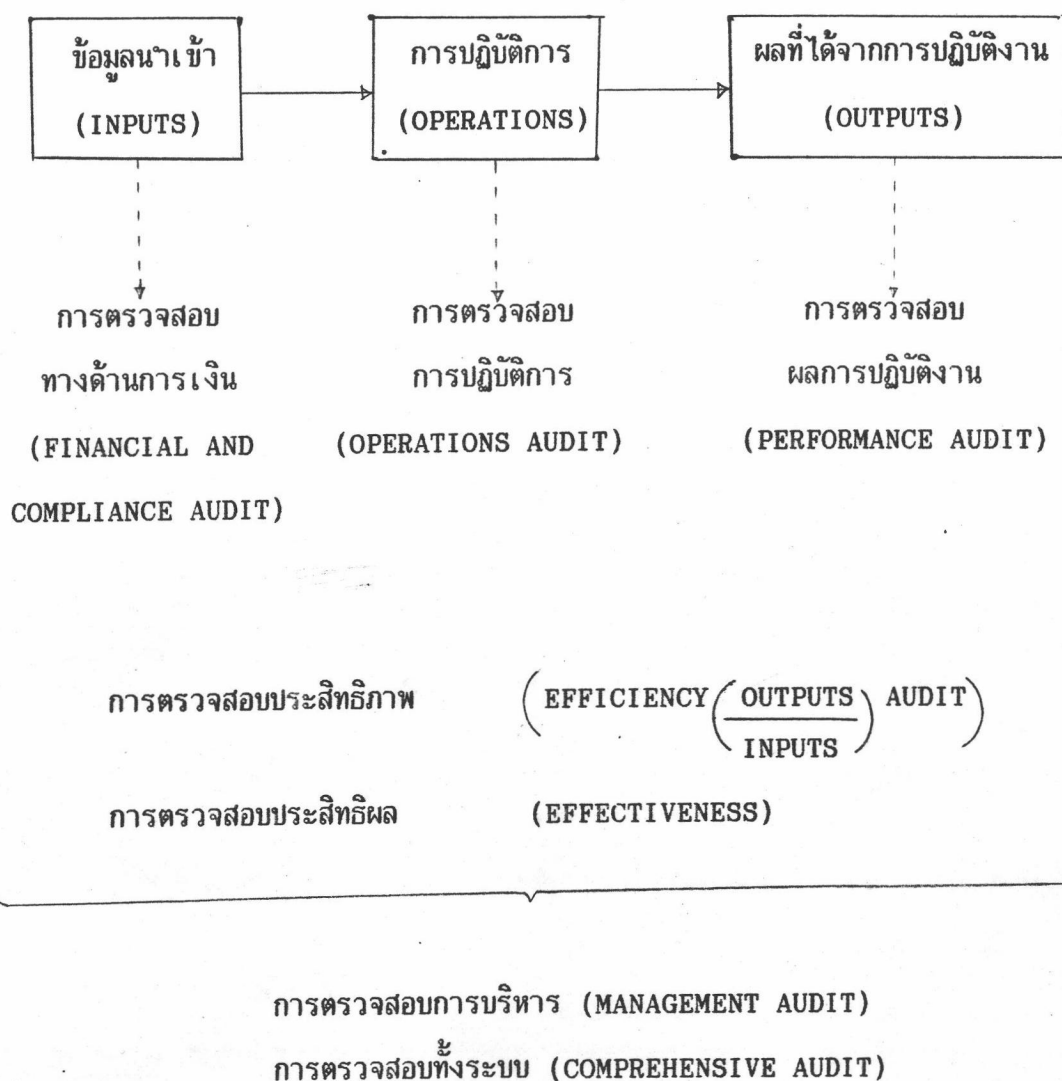 ข้อมูลนำเข้า
(INPUTS)
การปฏิบัติการ
(OPERATIONS)
ผลที่ได้จากการปฏิบัติงาน
(OUTPUTS)
การตรวจสอบ
ทางด้านการเงิน
(FINANCIAL AND
COMPLIANCE AUDIT)
การตรวจสอบ
การปฏิบัติการ
(OPERATIONS AUDIT)
การตรวจสอบ
ผลการปฏิบัติงาน
(PERFORMANCE AUDIT)
การตรวจสอบประสิทธิภาพ (EFFICIENCY (OUTPUTS / INPUTS) AUDIT)
การตรวจสอบประสิทธิผล (EFFECTIVENESS)
การตรวจสอบการบริหาร (MANAGEMENT AUDIT)
การตรวจสอบทั้งระบบ (COMPREHENSIVE AUDIT)